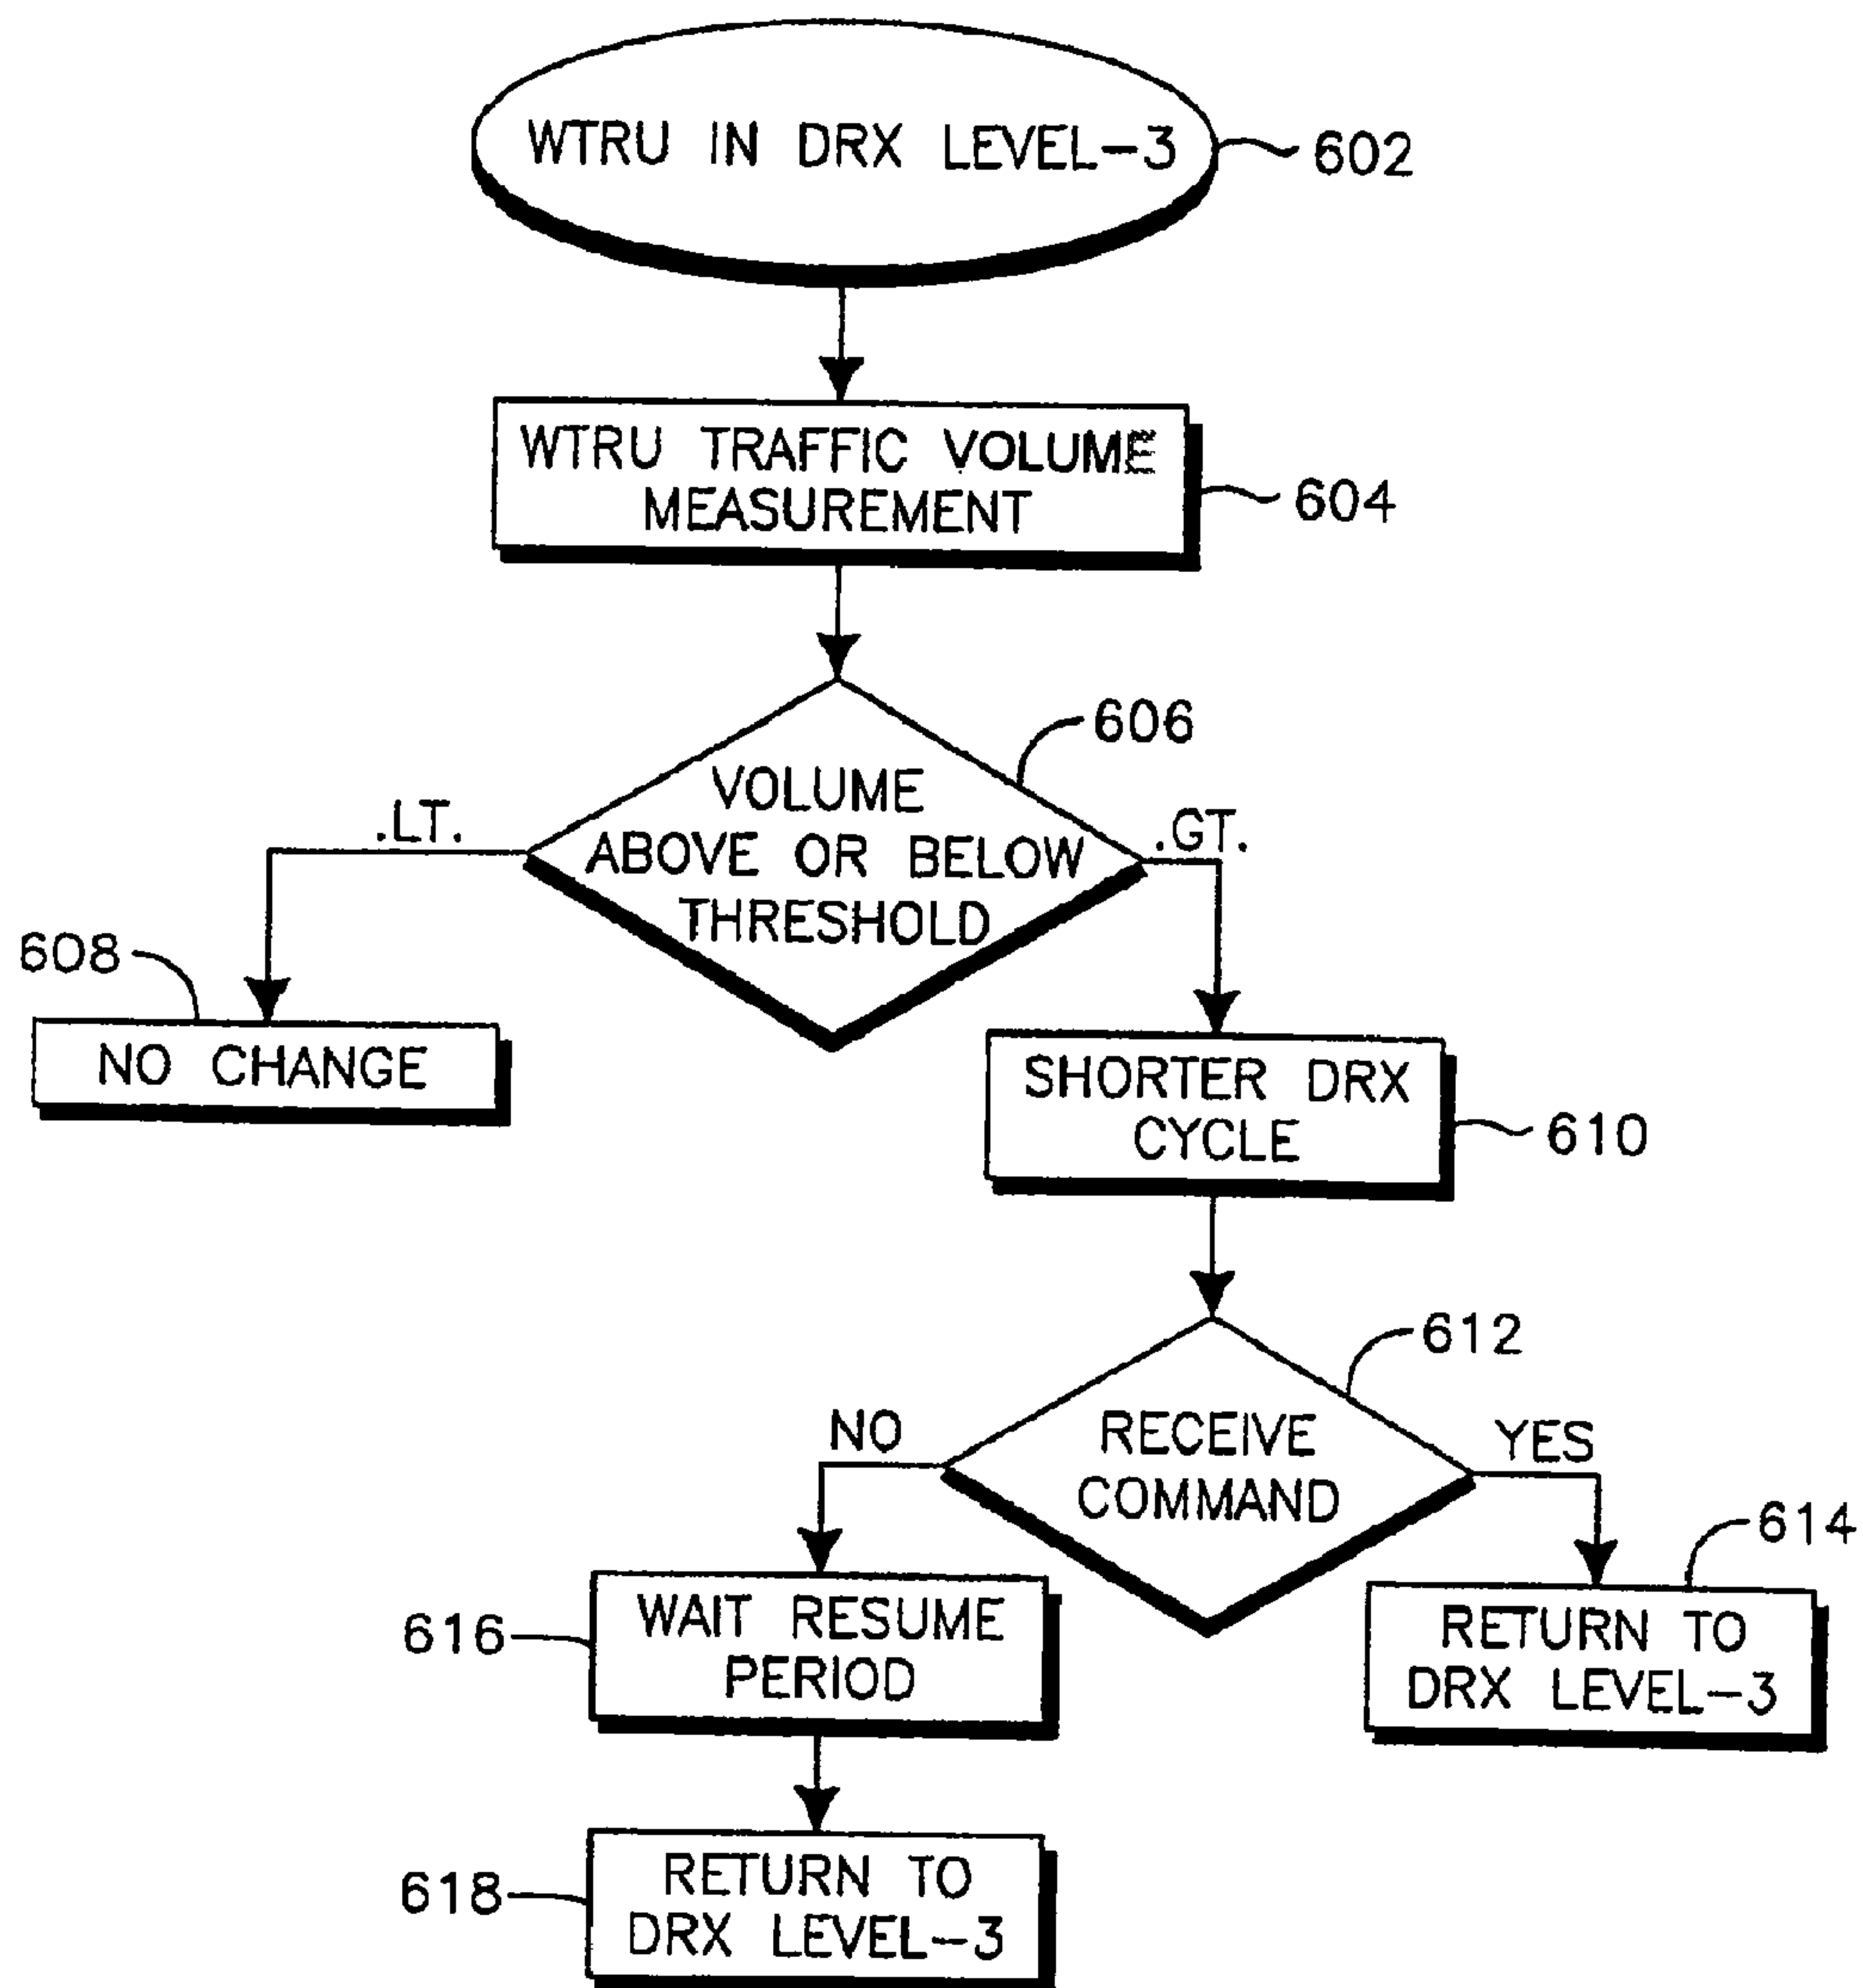 WTRU IN DRX LEVEL-3
602
WTRU TRAFFIC VOLUME
MEASUREMENT
604
606
VOLUME
ABOVE OR BELOW
THRESHOLD
.LT.
.GT.
608
NO CHANGE
SHORTER DRX
CYCLE
610
612
RECEIVE
COMMAND
NO
YES
614
RETURN TO
DRX LEVEL-3
616
WAIT RESUME
PERIOD
618
RETURN TO
DRX LEVEL-3